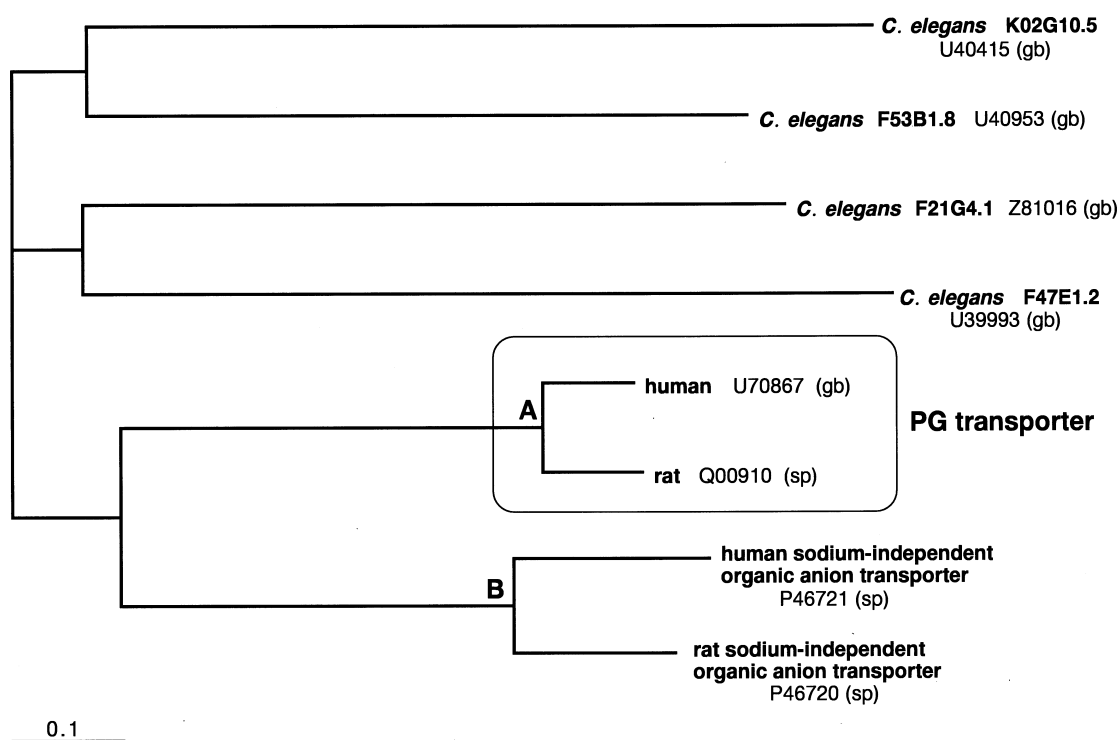 C. elegans K02G10.5
U40415 (gb)
C. elegans F53B1.8 U40953 (gb)
C. elegans F21G4.1 Z81016 (gb)
C. elegans F47E1.2
U39993 (gb)
human U70867 (gb)
A
PG transporter
rat Q00910 (sp)
human sodium-independent
organic anion transporter
P46721 (sp)
B
rat sodium-independent
organic anion transporter
P46720 (sp)
0.1